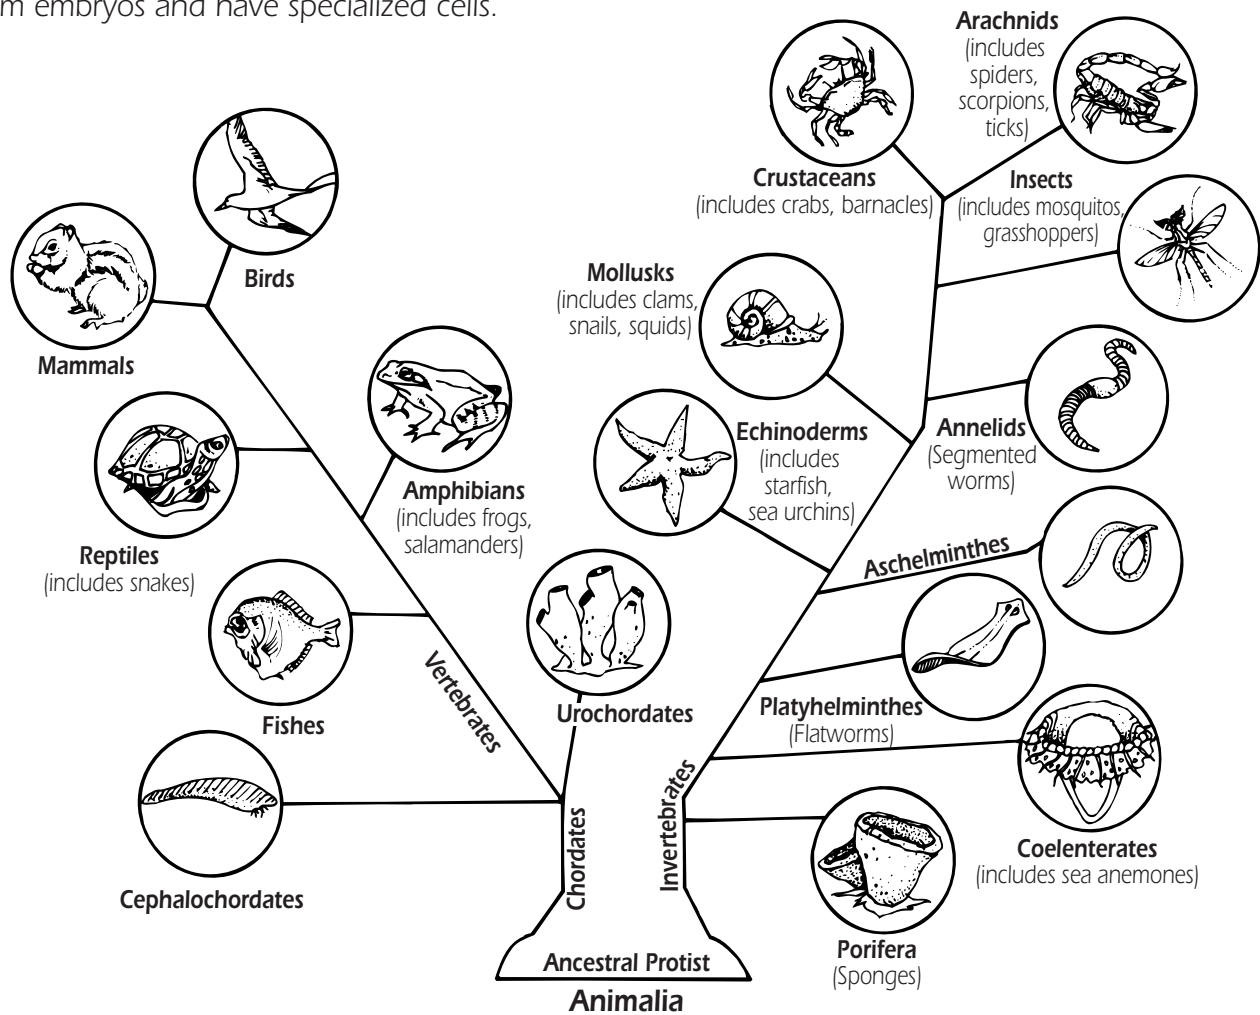 m embryos and have specialized cells.
Arachnids
(includes
spiders,
scorpions,
ticks)
Crustaceans
(includes crabs, barnacles)
Insects
(includes mosquitos,
grasshoppers)
Birds
Mammals
Mollusks
(includes clams,
snails, squids)
Echinoderms
(includes
starfish,
sea urchins)
Annelids
(Segmented
worms)
Amphibians
(includes frogs,
salamanders)
Reptiles
(includes snakes)
Aschelminthes
Fishes
Vertebrates
Urochordates
Platyhelminthes
(Flatworms)
Cephalochordates
Chordates
Invertebrates
Coelenterates
(includes sea anemones)
Porifera
(Sponges)
Ancestral Protist
Animalia